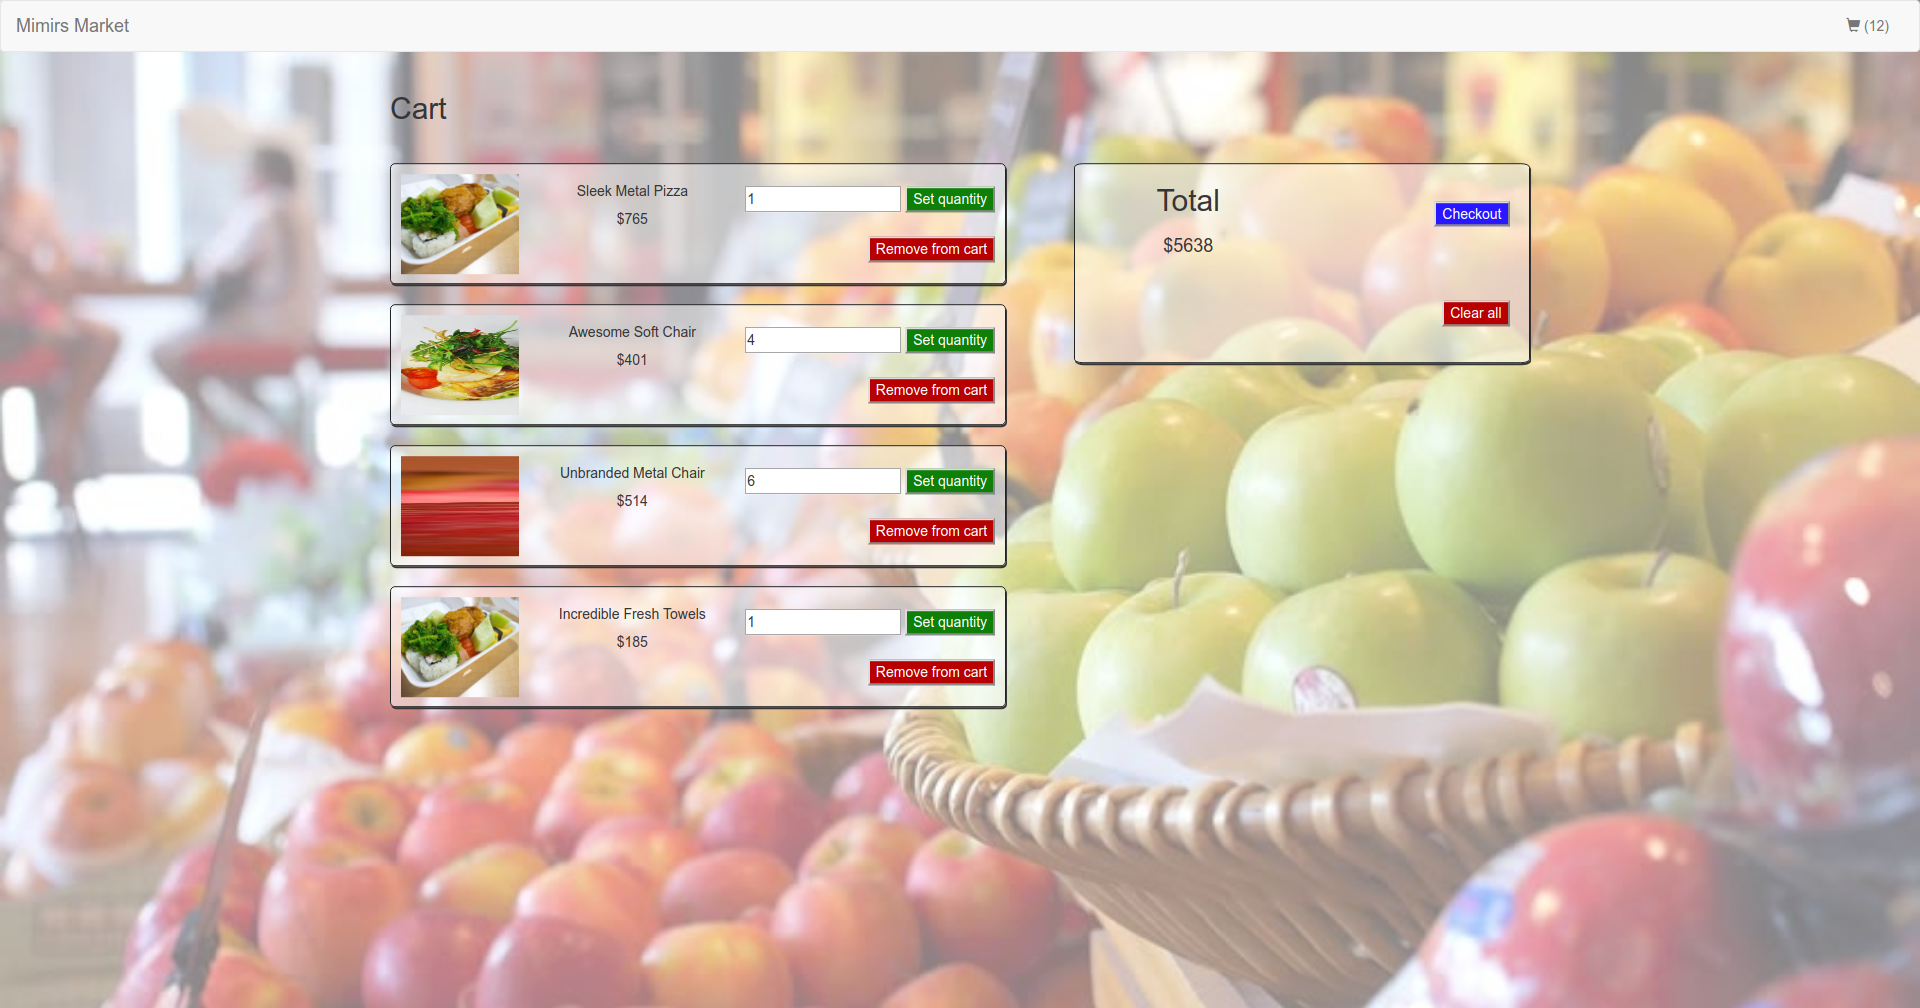 Mimirs Market
(12)
Cart
Sleek Metal Pizza
$765
1
Set quantity
Remove from cart
Awesome Soft Chair
$401
4
Set quantity
Remove from cart
Unbranded Metal Chair
$514
6
Set quantity
Remove from cart
Incredible Fresh Towels
$185
1
Set quantity
Remove from cart
Total
$5638
Checkout
Clear all